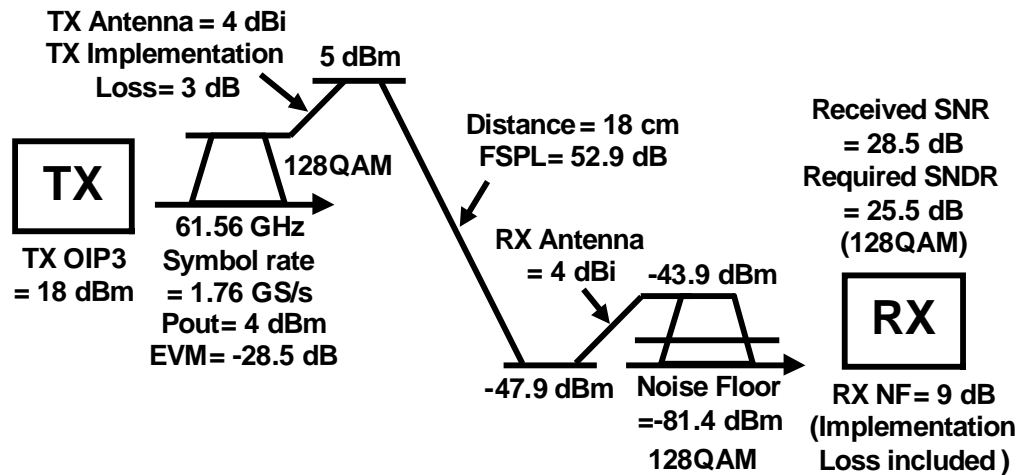 TX Antenna = 4 dBi
TX Implementation
Loss= 3 dB
5 dBm
TX
TX OIP3
= 18 dBm
128QAM
61.56 GHz
Symbol rate
= 1.76 GS/s
Pout= 4 dBm
EVM= -28.5 dB
Distance = 18 cm
FSPL= 52.9 dB
RX Antenna
= 4 dBi
-47.9 dBm
-43.9 dBm
Noise Floor
=-81.4 dBm
128QAM
Received SNR
= 28.5 dB
Required SNDR
= 25.5 dB
(128QAM)
RX
RX NF= 9 dB
(Implementation
Loss included )